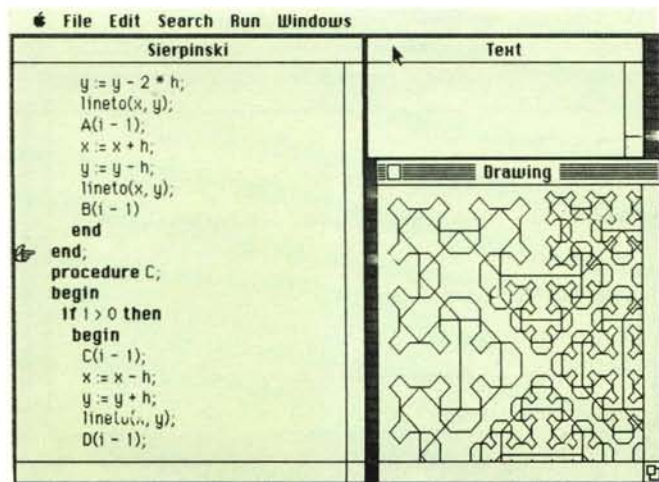 File Edit Search Run Windows
Sierpinski
y := y - 2 * h;
lineto(x, y);
A(i - 1);
x := x + h;
y := y - h;
lineto(x, y);
B(i - 1)
end
end;
procedure C;
begin
if i > 0 then
begin
C(i - 1);
x := x - h;
y := y + h;
lineto(x, y);
D(i - 1);
Text
Drawing